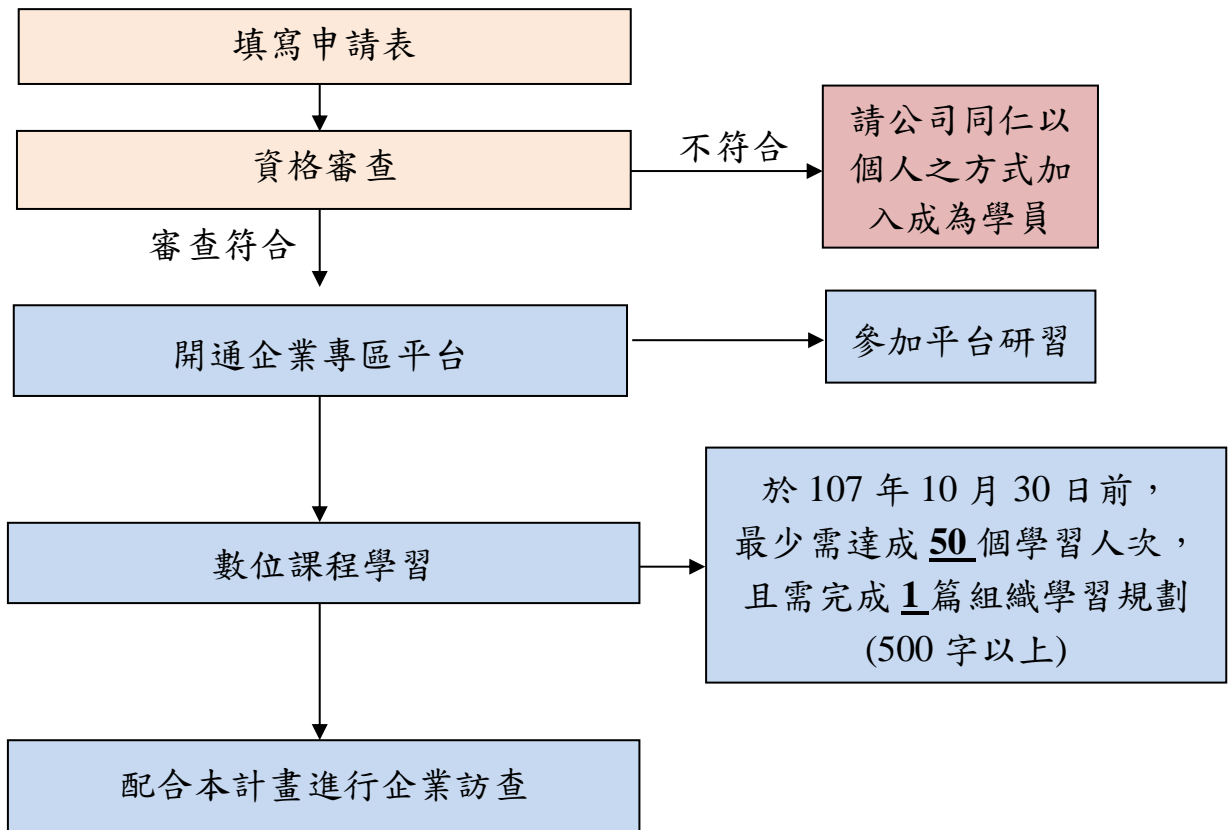 填寫申請表
資格審查
不符合
請公司同仁以
個人之方式加
入成為學員
審查符合
開通企業專區平台
參加平台研習
數位課程學習
於 107 年 10 月 30 日前，
最少需達成 50 個學習人次，
且需完成 1 篇組織學習規劃
(500 字以上)
配合本計畫進行企業訪查